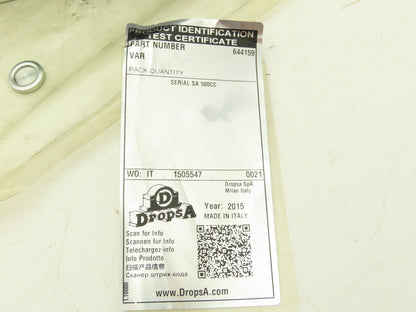 PRODUCT IDENTIFICATION
TEST CERTIFICATE
PART NUMBER 644159
VAR
PACK QUANTITY
SERIAL SA 500CC
WO: IT 1505547 0021
Dropsa SpA
Milan Italy
D
DROPSA
Year: 2015
MADE IN ITALY
Scan for Info
Scannen fur Info
Telecharger-info
Info Prodotto
扫描产品信息
Сканер штрих-кода
www.DropsA.com